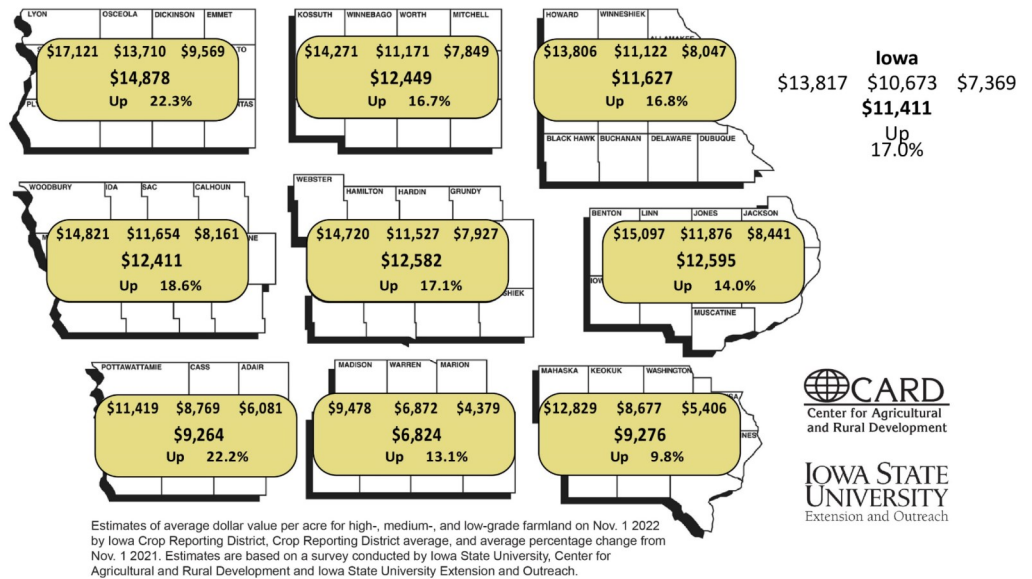 LYON OSCEOLA DICKINSON EMMET
$17,121 $13,710 $9,569
$14,878
Up 22.3%
KOSSUTH WINNEBAGO WORTH MITCHELL
$14,271 $11,171 $7,849
$12,449
Up 16.7%
HOWARD WINNESHIEK
ALLAMAKEE
$13,806 $11,122 $8,047
$11,627
Up 16.8%
BLACK HAWK BUCHANAN DELAWARE DUBUQUE
Iowa
$13,817 $10,673 $7,369
$11,411
Up
17.0%
WOODBURY IDA SAC CALHOUN
$14,821 $11,654 $8,161
$12,411
Up 18.6%
WEBSTER
HAMILTON HARDIN GRUNDY
$14,720 $11,527 $7,927
$12,582
Up 17.1%
BENTON LINN JONES JACKSON
$15,097 $11,876 $8,441
$12,595
Up 14.0%
MUSCATINE
POTTAWATTAMIE CASS ADAIR
$11,419 $8,769 $6,081
$9,264
Up 22.2%
MADISON WARREN MARION
$9,478 $6,872 $4,379
$6,824
Up 13.1%
MAHASKA KEOKUK WASHINGTON
$12,829 $8,677 $5,406
$9,276
Up 9.8%
CARD
Center for Agricultural
and Rural Development
IOWA STATE
UNIVERSITY
Extension and Outreach
Estimates of average dollar value per acre for high-, medium-, and low-grade farmland on Nov. 1 2022
by Iowa Crop Reporting District, Crop Reporting District average, and average percentage change from
Nov. 1 2021. Estimates are based on a survey conducted by Iowa State University, Center for
Agricultural and Rural Development and Iowa State University Extension and Outreach.